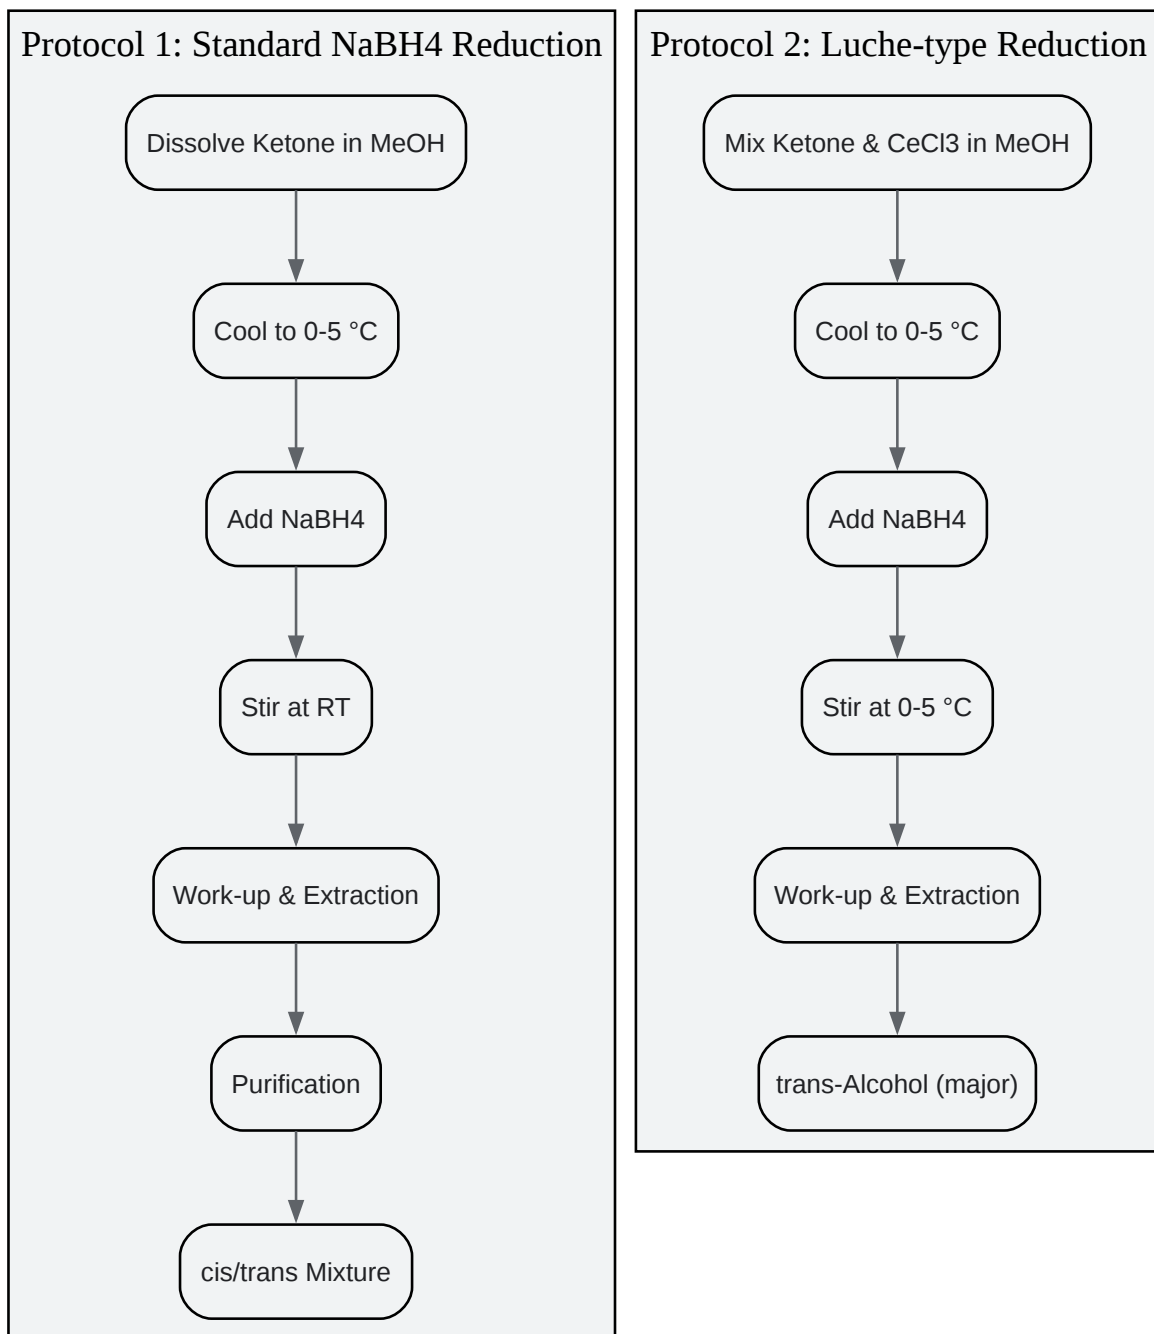 Protocol 1: Standard NaBH4 Reduction
Dissolve Ketone in MeOH
Cool to 0-5 °C
Add NaBH4
Stir at RT
Work-up & Extraction
Purification
cis/trans Mixture
Protocol 2: Luche-type Reduction
Mix Ketone & CeCl3 in MeOH
Cool to 0-5 °C
Add NaBH4
Stir at 0-5 °C
Work-up & Extraction
trans-Alcohol (major)